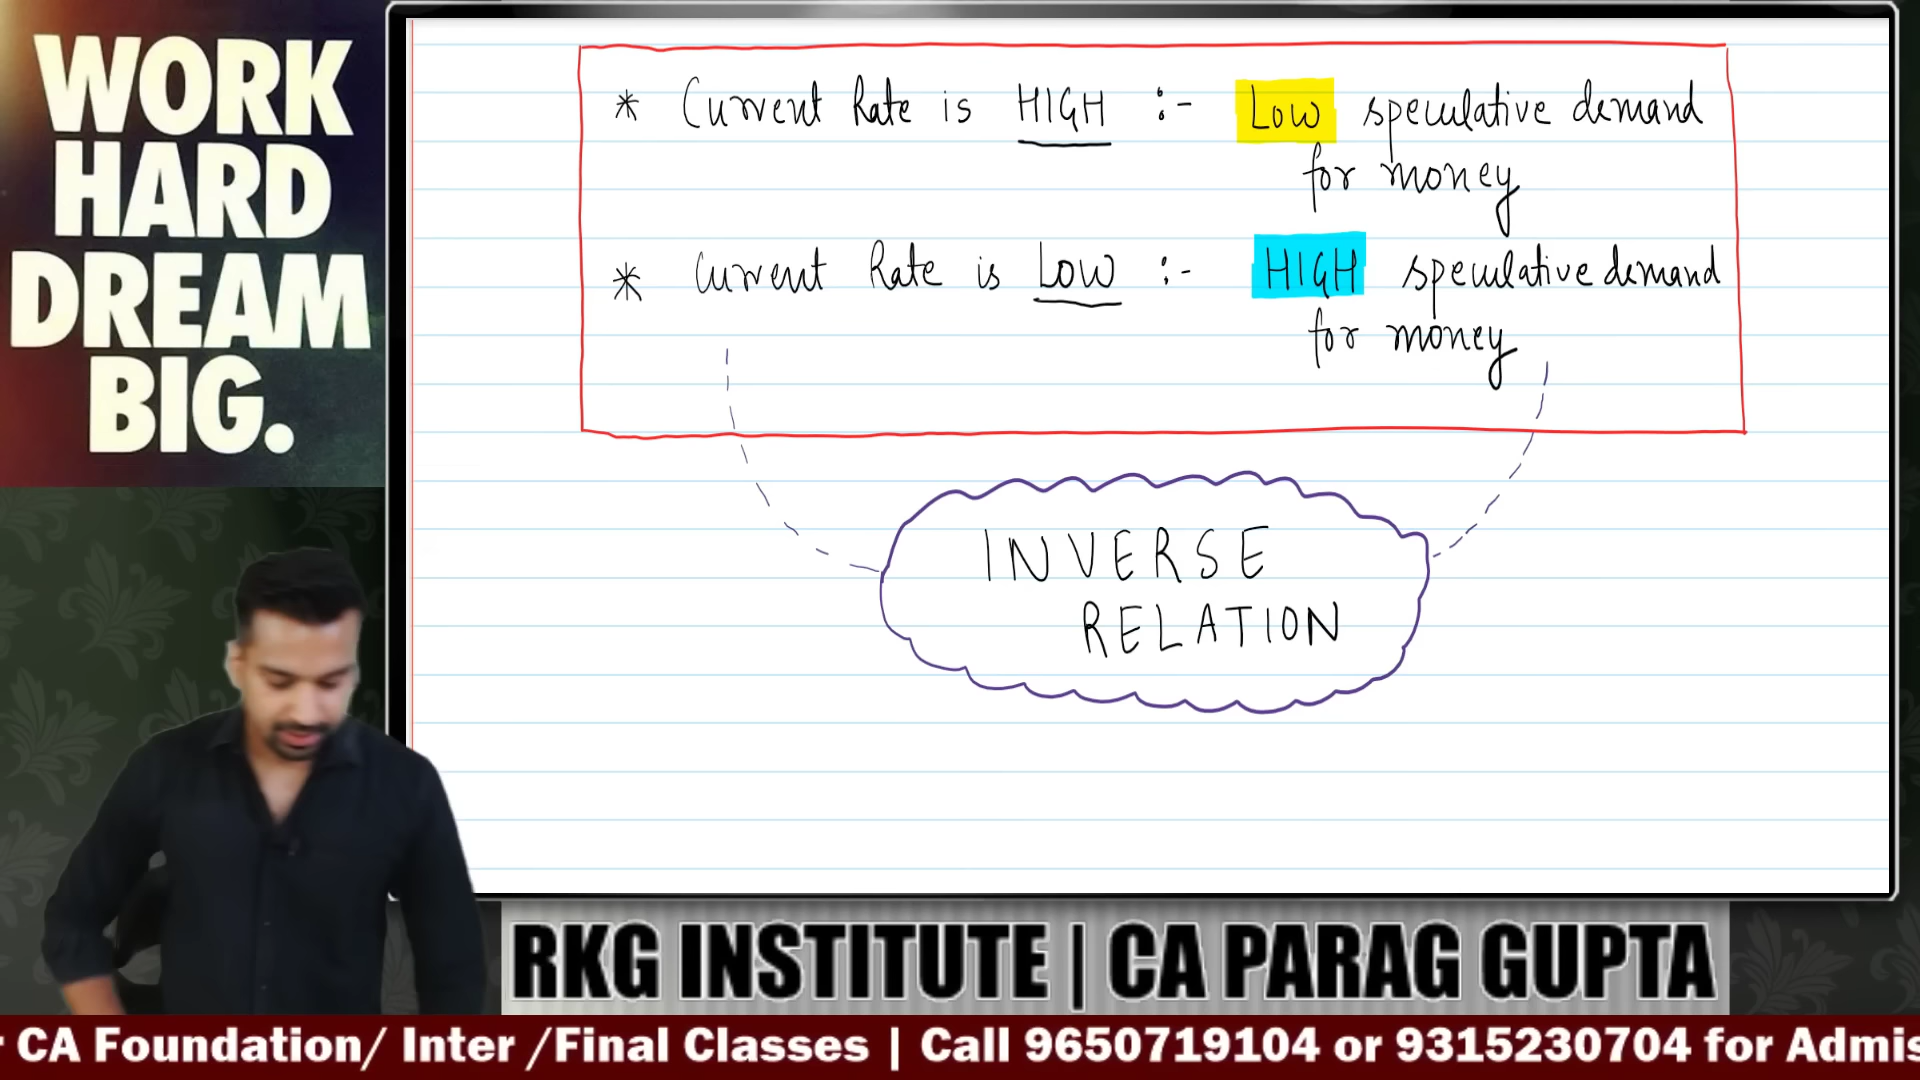 WORK
HARD
DREAM
BIG.
* Current Rate is HIGH :- Low speculative demand
for money
* Current Rate is Low :- HIGH speculative demand
for money
INVERSE
RELATION
RKG INSTITUTE | CA PARAG GUPTA
CA Foundation/ Inter /Final Classes | Call 9650719104 or 9315230704 for Admis